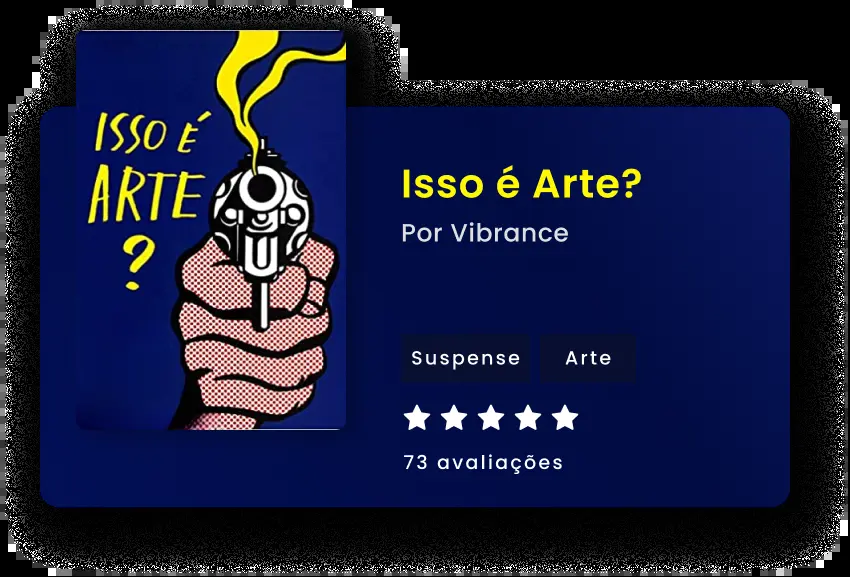 ISSO É
ARTE
?
Isso é Arte?
Por Vibrance
Suspense
Arte
73 avaliações